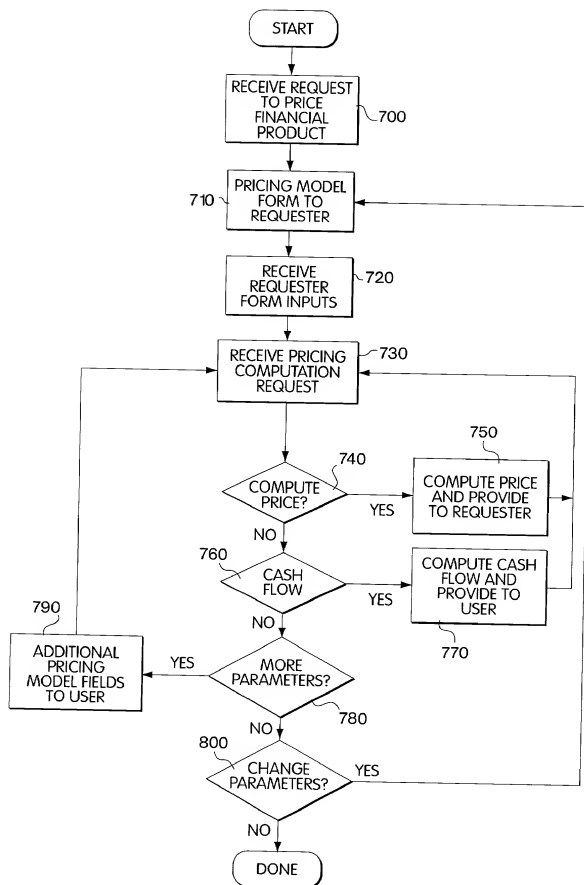 START
RECEIVE REQUEST
TO PRICE
FINANCIAL
PRODUCT
700
710
PRICING MODEL
FORM TO
REQUESTER
RECEIVE
REQUESTER
FORM INPUTS
720
RECEIVE PRICING
COMPUTATION
REQUEST
730
740
COMPUTE
PRICE?
YES
NO
750
COMPUTE PRICE
AND PROVIDE
TO REQUESTER
760
CASH
FLOW
YES
NO
COMPUTE CASH
FLOW AND
PROVIDE TO
USER
770
790
ADDITIONAL
PRICING
MODEL FIELDS
TO USER
YES
MORE
PARAMETERS?
780
NO
800
CHANGE
PARAMETERS?
YES
NO
DONE